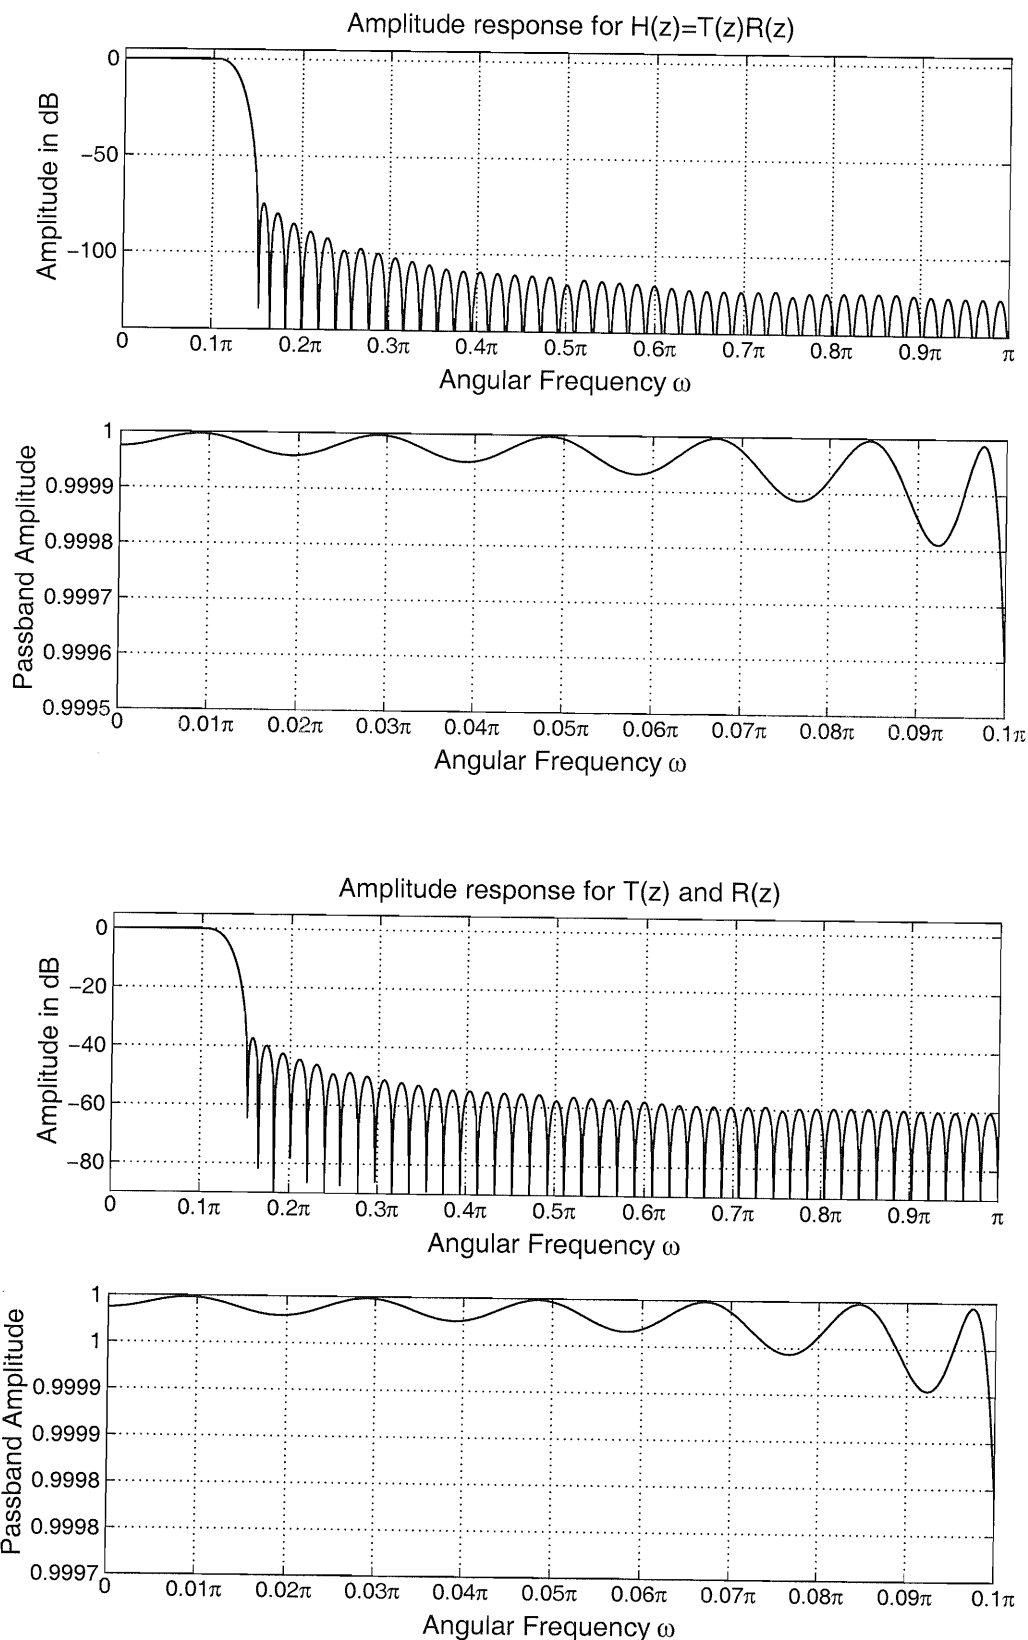 Amplitude response for H(z)=T(z)R(z)
Amplitude in dB
0
−50
−100
0 0.1π 0.2π 0.3π 0.4π 0.5π 0.6π 0.7π 0.8π 0.9π π
Angular Frequency ω
Passband Amplitude
1
0.9999
0.9998
0.9997
0.9996
0.9995
0 0.01π 0.02π 0.03π 0.04π 0.05π 0.06π 0.07π 0.08π 0.09π 0.1π
Angular Frequency ω
Amplitude response for T(z) and R(z)
Amplitude in dB
0
−20
−40
−60
−80
0 0.1π 0.2π 0.3π 0.4π 0.5π 0.6π 0.7π 0.8π 0.9π π
Angular Frequency ω
Passband Amplitude
1
1
0.9999
0.9999
0.9998
0.9998
0.9997
0 0.01π 0.02π 0.03π 0.04π 0.05π 0.06π 0.07π 0.08π 0.09π 0.1π
Angular Frequency ω